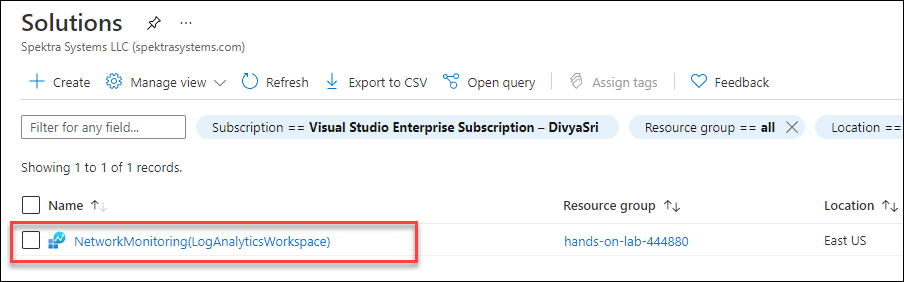 Solutions
Spektra Systems LLC (spektrasystems.com)
Create Manage view Refresh Export to CSV Open query Assign tags Feedback
Filter for any field... Subscription == Visual Studio Enterprise Subscription – DivyaSri Resource group == all Location ==
Showing 1 to 1 of 1 records.
Name Resource group Location
NetworkMonitoring(LogAnalyticsWorkspace) hands-on-lab-444880 East US